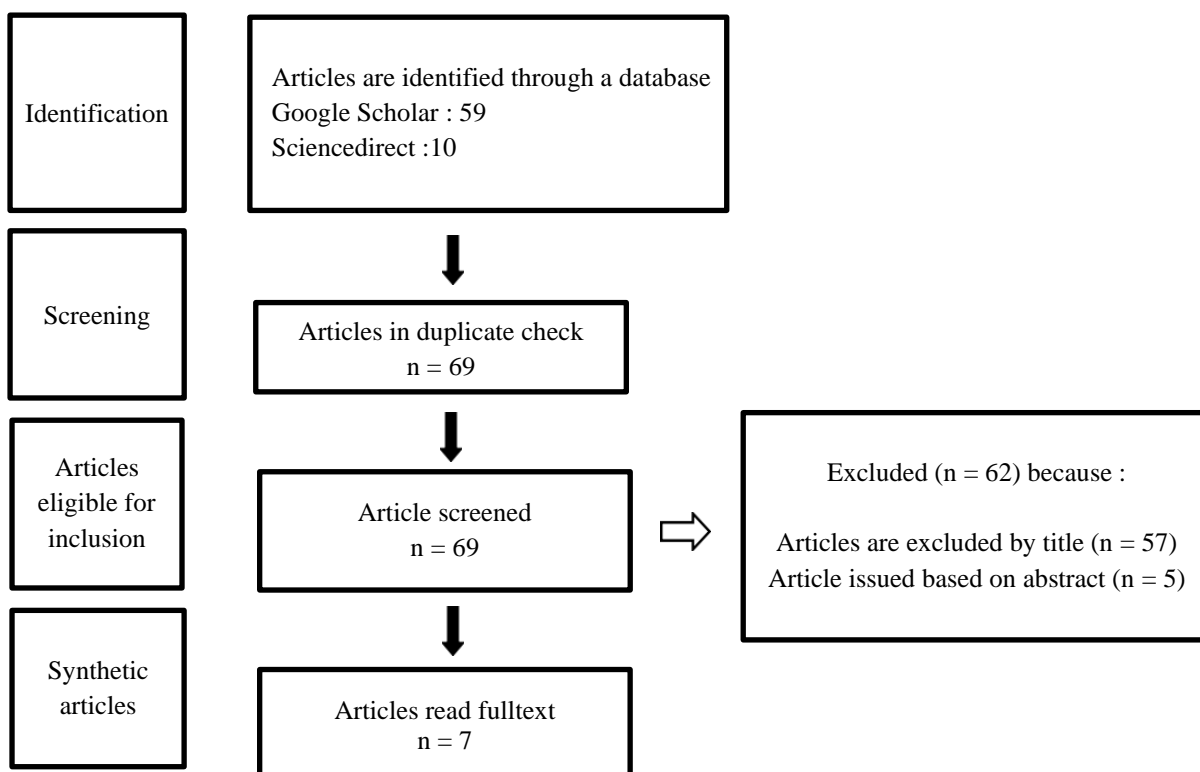 Identification
Articles are identified through a database
Google Scholar : 59
Sciencedirect :10
Screening
Articles in duplicate check
n = 69
Articles
eligible for
inclusion
Article screened
n = 69
Excluded (n = 62) because :
Articles are excluded by title (n = 57)
Article issued based on abstract (n = 5)
Synthetic
articles
Articles read fulltext
n = 7